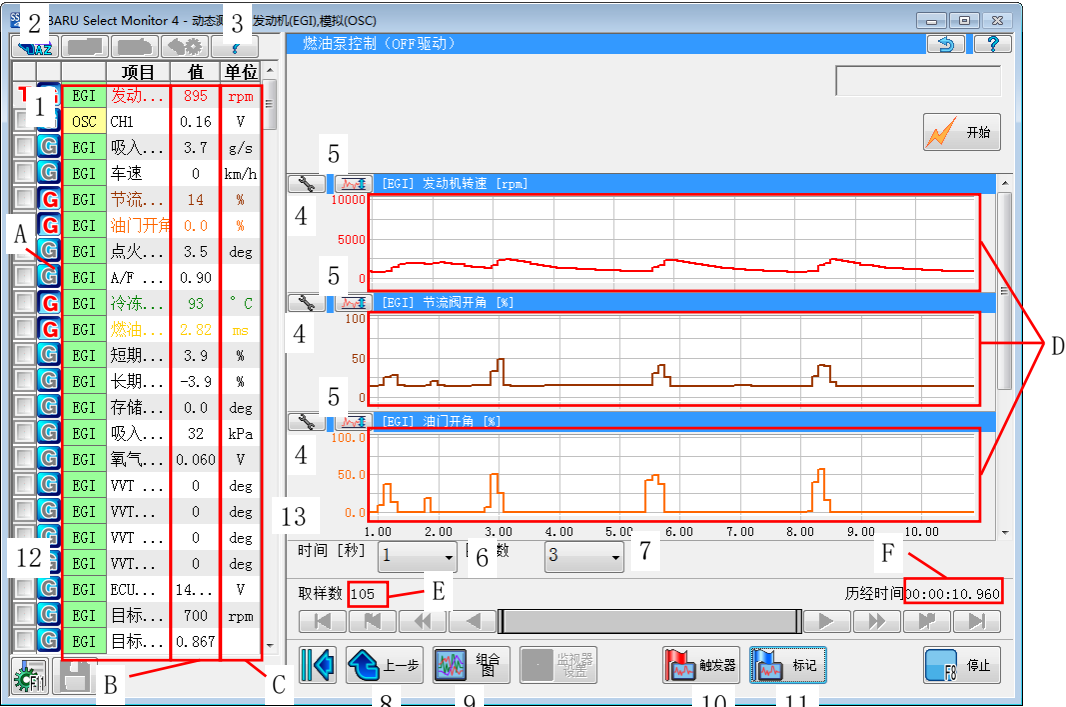 BARU Select Monitor 4 - 动态测 发动机(EGI),模拟(OSC)
2
3
AZ
燃油泵控制（OFF驱动）
?
项目 值 单位
1
EGI 发动... 895 rpm
OSC CH1 0.16 V
EGI 吸入... 3.7 g/s
EGI 车速 0 km/h
G EGI 节流... 14 %
G EGI 油门开角 0.0 %
G EGI 点火... 3.5 deg
G EGI A/F ... 0.90
G EGI 冷冻... 93 °C
G EGI 燃油... 2.82 ms
G EGI 短期... 3.9 %
G EGI 长期... -3.9 %
G EGI 存储... 0.0 deg
G EGI 吸入... 32 kPa
G EGI 氧气... 0.060 V
G EGI VVT ... 0 deg
G EGI VVT... 0 deg
G EGI VVT ... 0 deg
EGI VVT... 0 deg
G EGI ECU... 14... V
G EGI 目标... 700 rpm
G EGI 目标... 0.867
A
12
B
C
F11
开始
5
[EGI] 发动机转速 [rpm]
4
10000
5000
0
5
[EGI] 节流阀开角 [%]
4
100
50
0
D
5
[EGI] 油门开角 [%]
4
100.0
50.0
0.0
13
1.00 2.00 3.00 4.00 5.00 6.00 7.00 8.00 9.00 10.00
时间 [秒] 1 6 数 3 7
F
取样数 105 E 历经时间 00:00:10.960
上一步
组合图
监视器设置
触发器
标记
F8 停止
8
9
10
11